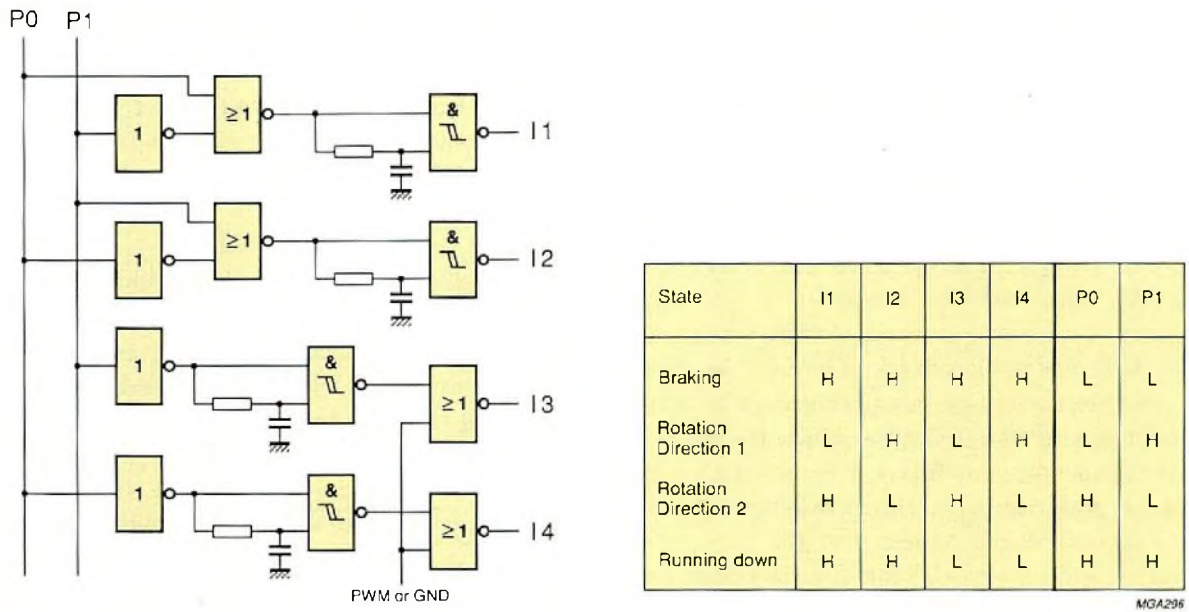 P0 P1
1 ≥1 & I1
1 ≥1 & I2
1 & ≥1 I3
1 & ≥1 I4
PWM or GND
State I1 I2 I3 I4 P0 P1
Braking H H H H L L
Rotation
Direction 1 L H L H L H
Rotation
Direction 2 H L H L H L
Running down H H L L H H
MGA296